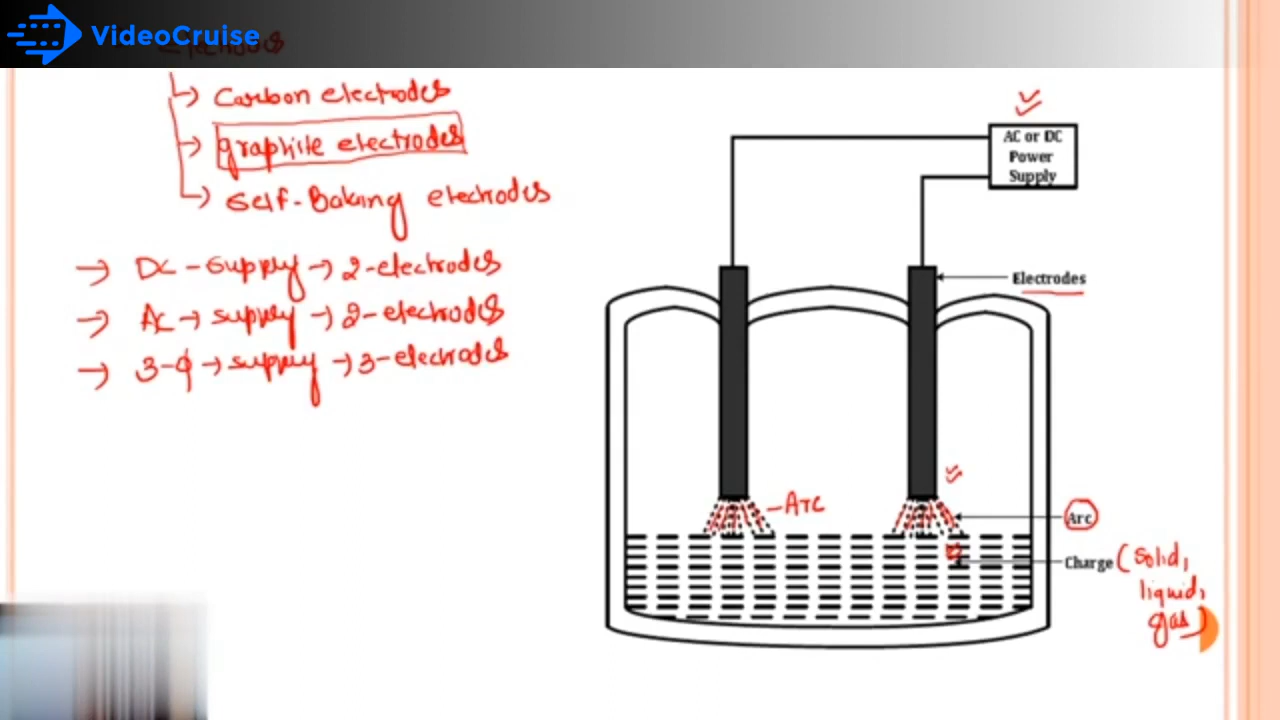 VideoCruise
Carbon electrodes
graphite electrodes
Self-Baking electrodes
→ DC - supply → 2-electrodes
→ AC → supply → 2-electrodes
→ 3-φ → supply → 3-electrodes
AC or DC
Power
Supply
Electrodes
Arc
Arc
Charge (solid,
liquid,
gas)